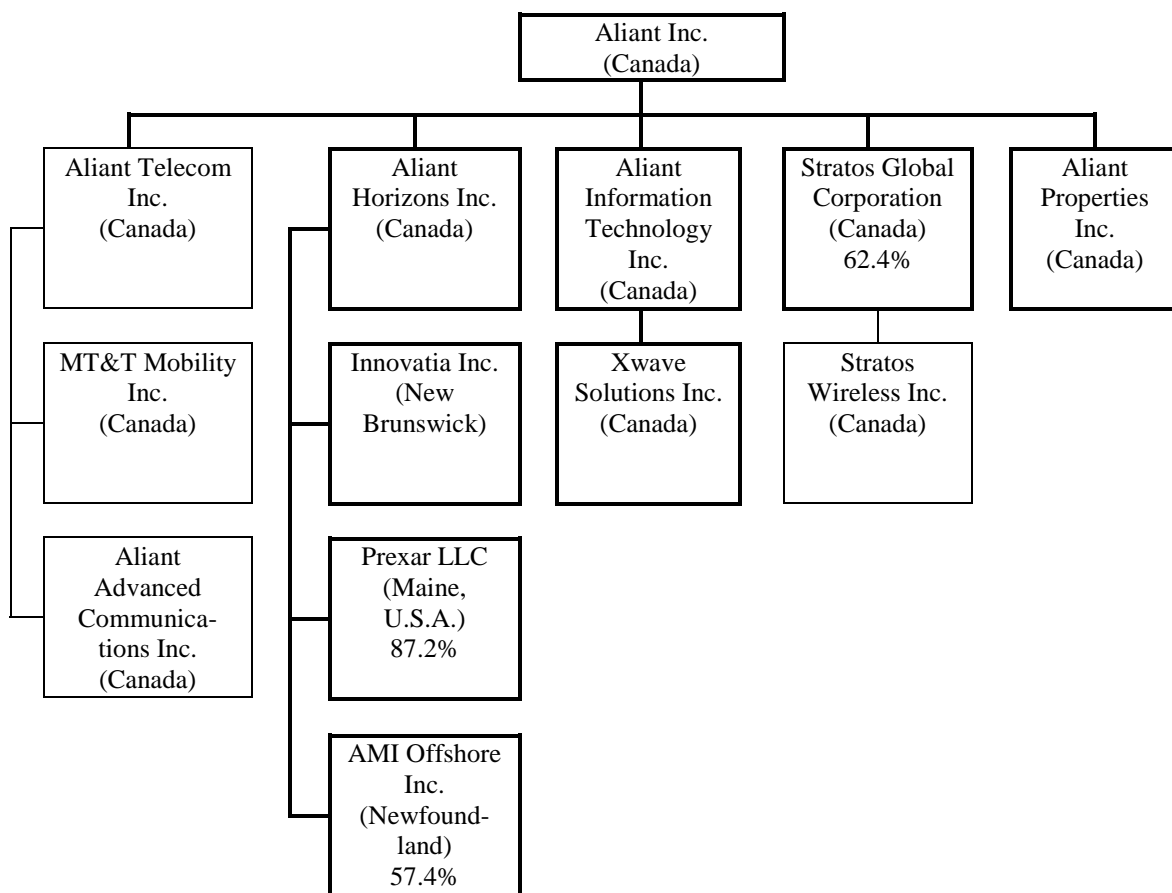 Aliant Inc.
(Canada)
Aliant Telecom
Inc.
(Canada)
Aliant
Horizons Inc.
(Canada)
Aliant
Information
Technology
Inc.
(Canada)
Stratos Global
Corporation
(Canada)
62.4%
Aliant
Properties
Inc.
(Canada)
MT&T Mobility
Inc.
(Canada)
Innovatia Inc.
(New
Brunswick)
Xwave
Solutions Inc.
(Canada)
Stratos
Wireless Inc.
(Canada)
Aliant
Advanced
Communica-
tions Inc.
(Canada)
Prexar LLC
(Maine,
U.S.A.)
87.2%
AMI Offshore
Inc.
(Newfound-
land)
57.4%